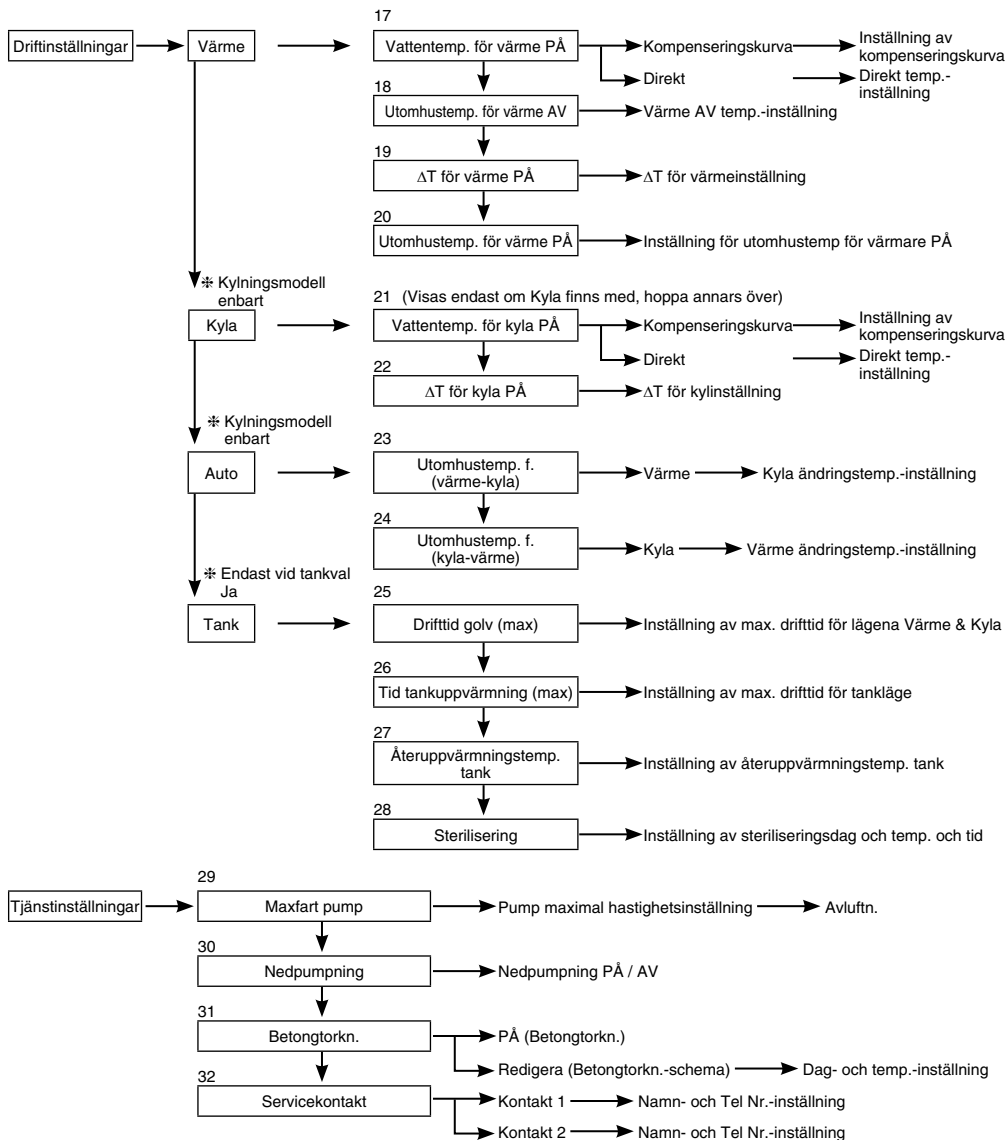 17
Driftinställningar
Värme
Vattentemp. för värme PÅ
Kompenseringskurva
Inställning av
kompenseringskurva
Direkt
Direkt temp.-
inställning
18
Utomhustemp. för värme AV
Värme AV temp.-inställning
19
ΔT för värme PÅ
ΔT för värmeinställning
20
Utomhustemp. för värme PÅ
Inställning för utomhustemp för värmare PÅ
❉ Kylningsmodell
enbart
21 (Visas endast om Kyla finns med, hoppa annars över)
Kyla
Vattentemp. för kyla PÅ
Kompenseringskurva
Inställning av
kompenseringskurva
Direkt
Direkt temp.-
inställning
22
ΔT för kyla PÅ
ΔT för kylinställning
❉ Kylningsmodell
enbart
23
Auto
Utomhustemp. f.
(värme-kyla)
Värme
Kyla ändringstemp.-inställning
24
Utomhustemp. f.
(kyla-värme)
Kyla
Värme ändringstemp.-inställning
❉ Endast vid tankval
Ja
25
Tank
Drifttid golv (max)
Inställning av max. drifttid för lägena Värme & Kyla
26
Tid tankuppvärmning (max)
Inställning av max. drifttid för tankläge
27
Återuppvärmningstemp.
tank
Inställning av återuppvärmningstemp. tank
28
Sterilisering
Inställning av steriliseringsdag och temp. och tid
29
Tjänstinställningar
Maxfart pump
Pump maximal hastighetsinställning
Avluftn.
30
Nedpumpning
Nedpumpning PÅ / AV
31
Betongtorkn.
PÅ (Betongtorkn.)
Redigera (Betongtorkn.-schema)
Dag- och temp.-inställning
32
Servicekontakt
Kontakt 1
Namn- och Tel Nr.-inställning
Kontakt 2
Namn- och Tel Nr.-inställning